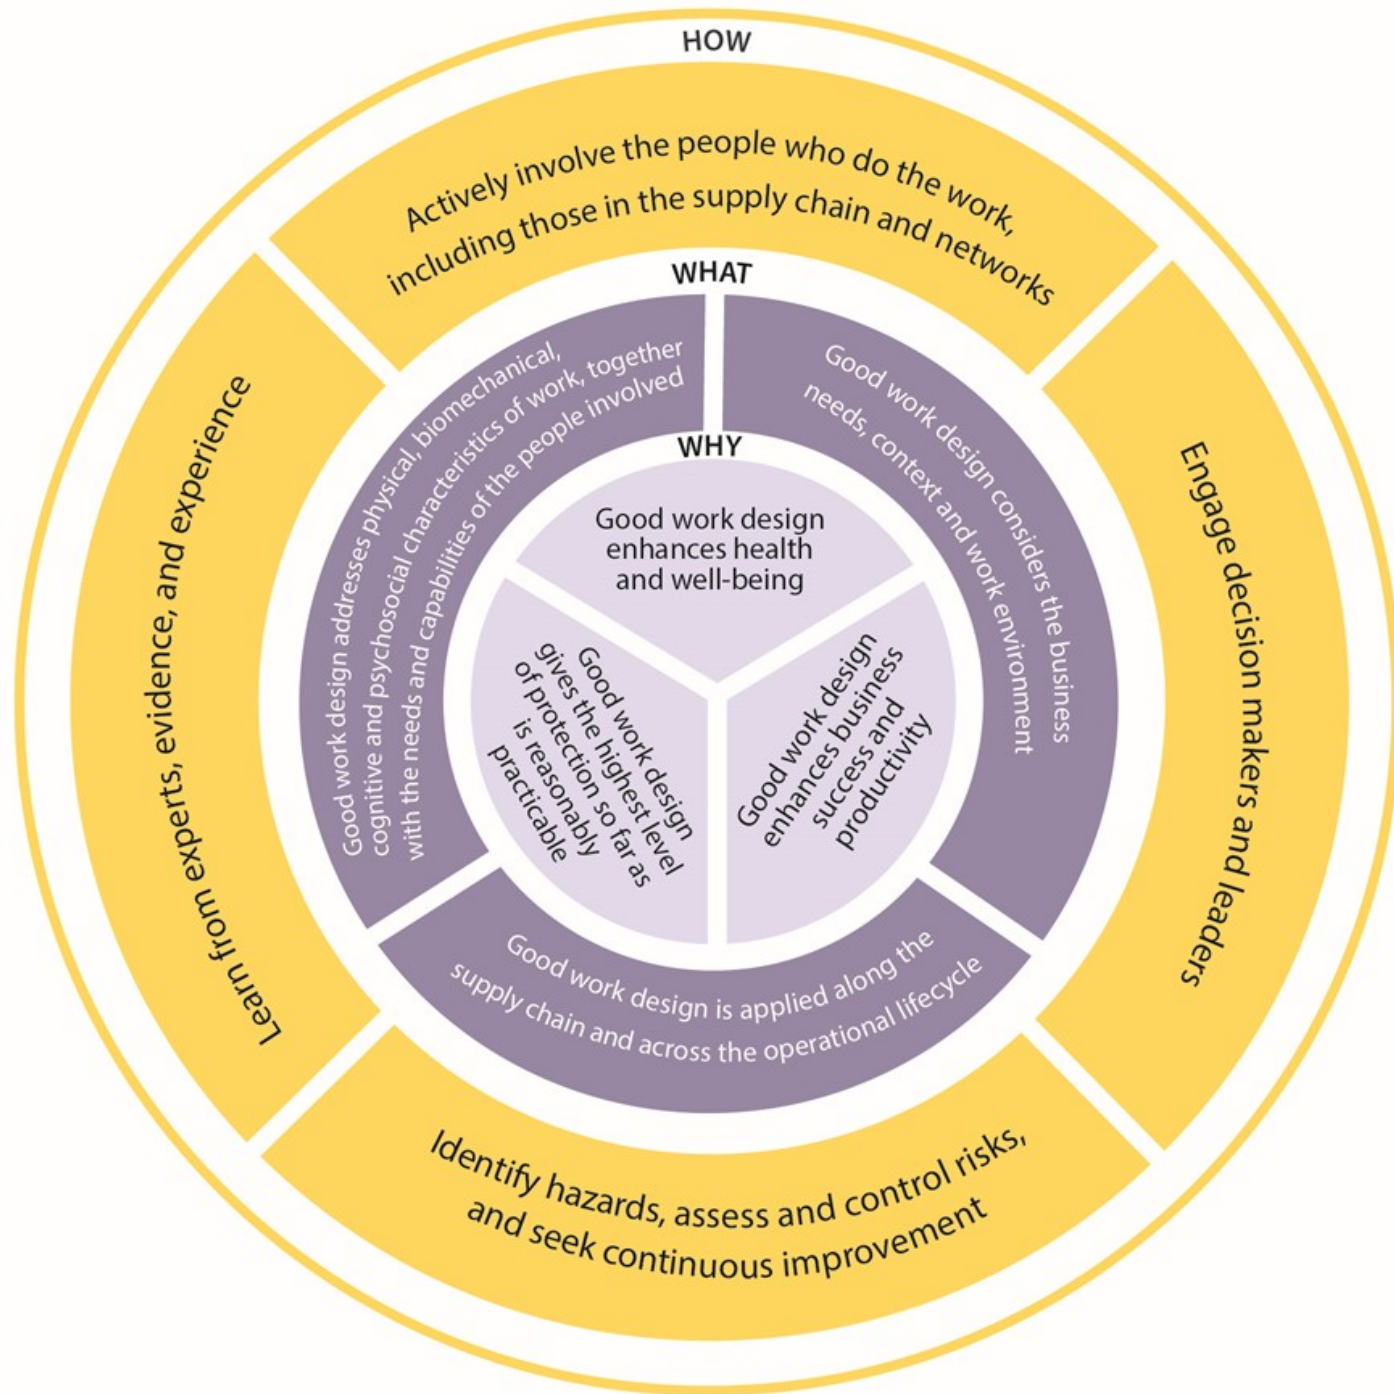 HOW
Actively involve the people who do the work,
including those in the supply chain and networks
Engage decision makers and leaders
Identify hazards, assess and control risks,
and seek continuous improvement
Learn from experts, evidence, and experience
WHAT
Good work design addresses physical, biomechanical,
cognitive and psychosocial characteristics of work, together
with the needs and capabilities of the people involved
Good work design considers the business
needs, context and work environment
Good work design is applied along the
supply chain and across the operational lifecycle
WHY
Good work design
enhances health
and well-being
Good work design
enhances business
success and
productivity
Good work design
gives the highest level
of protection so far as
is reasonably
practicable